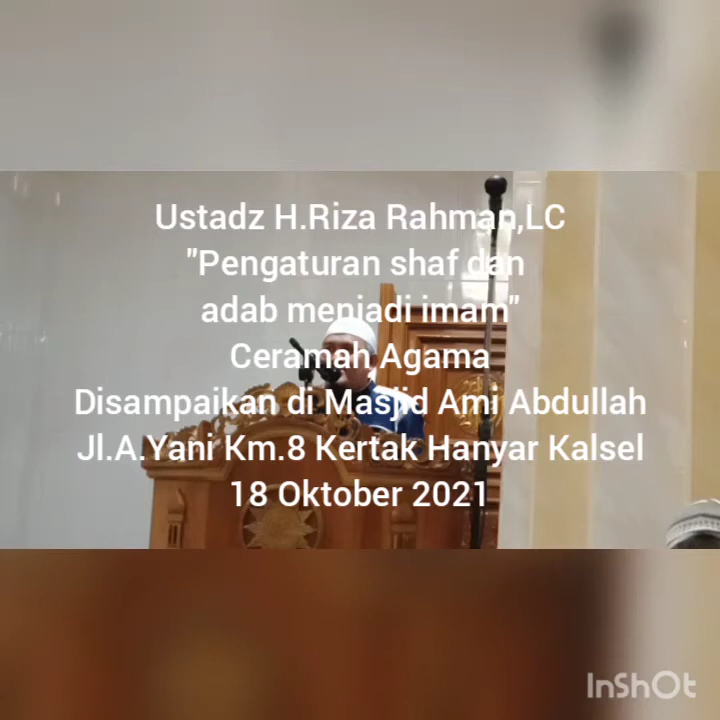 Ustadz H.Riza Rahman,LC
"Pengaturan shaf dan
adab menjadi imam"
Ceramah Agama
Disampaikan di Masjid Ami Abdullah
Jl.A.Yani Km.8 Kertak Hanyar Kalsel
18 Oktober 2021
InShOt